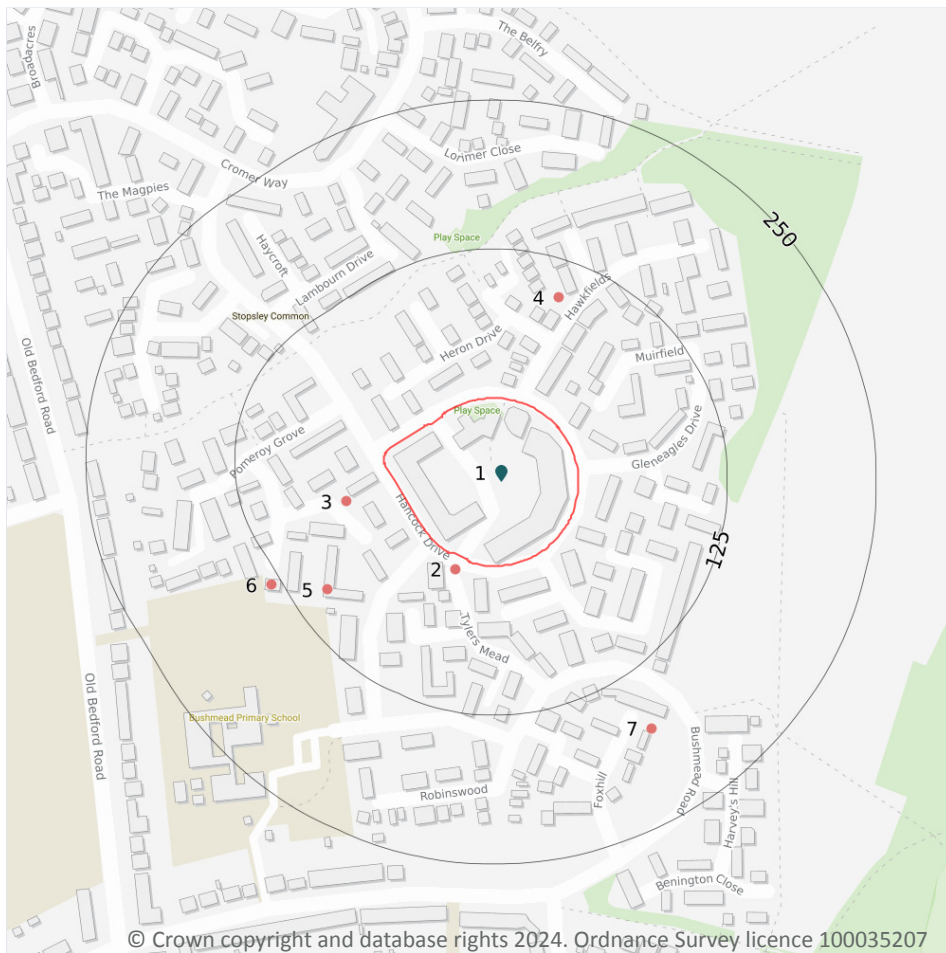 The Belfry
Broadacres
Lorimer Close
Cromer Way
The Magpies
250
Haycroft
Play Space
Lambourn Drive
Stopsley Common
4
Hawkfields
Old Bedford Road
Heron Drive
Muirfield
Play Space
Pomeroy Grove
Gleneagles Drive
1
3
Hancock Drive
125
2
6
5
Tylers Mead
Old Bedford Road
Bushmead Primary School
7
Bushmead Road
Robinswood
Foxhill
Harvey's Hill
Benington Close
© Crown copyright and database rights 2024. Ordnance Survey licence 100035207